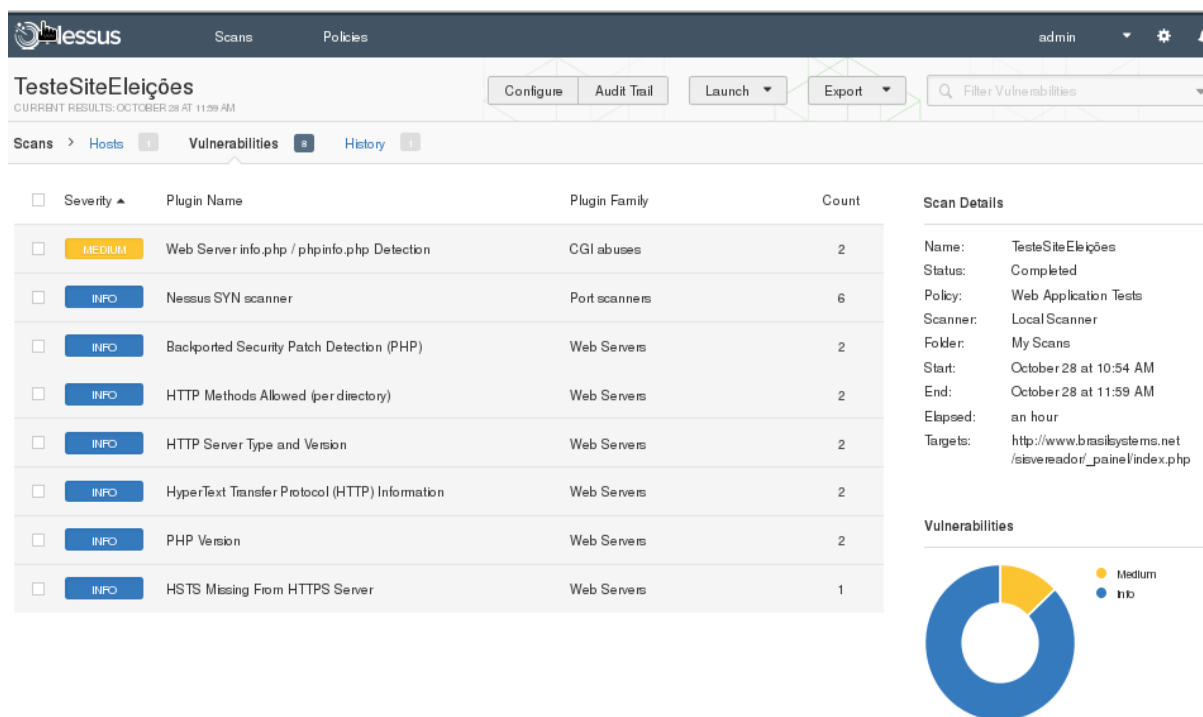 Nessus Scans Policies admin
TesteSiteEleições
CURRENT RESULTS: OCTOBER 28 AT 11:59 AM
Configure Audit Trail Launch Export Filter Vulnerabilities
Scans > Hosts 1 Vulnerabilities 8 History 1
Severity Plugin Name Plugin Family Count
MEDIUM Web Server info.php / phpinfo.php Detection CGI abuses 2
INFO Nessus SYN scanner Port scanners 6
INFO Backported Security Patch Detection (PHP) Web Servers 2
INFO HTTP Methods Allowed (per directory) Web Servers 2
INFO HTTP Server Type and Version Web Servers 2
INFO HyperText Transfer Protocol (HTTP) Information Web Servers 2
INFO PHP Version Web Servers 2
INFO HSTS Missing From HTTPS Server Web Servers 1
Scan Details
Name: TesteSiteEleições
Status: Completed
Policy: Web Application Tests
Scanner: Local Scanner
Folder: My Scans
Start: October 28 at 10:54 AM
End: October 28 at 11:59 AM
Elapsed: an hour
Targets: http://www.brasilsystems.net
/sisvereador/_painel/index.php
Vulnerabilities
Medium
Info